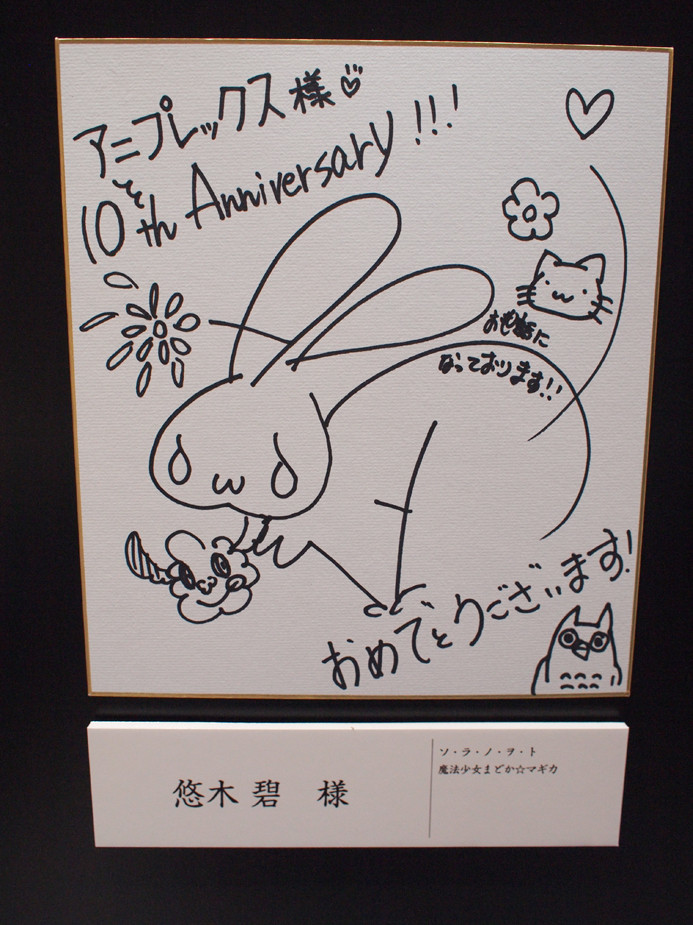 アニプレックス様
10th Anniversary!!!
お世話に
なっております!!
おめでとうございます!
悠木 碧 様
ソ・ラ・ノ・ヲ・ト
魔法少女まどか☆マギカ